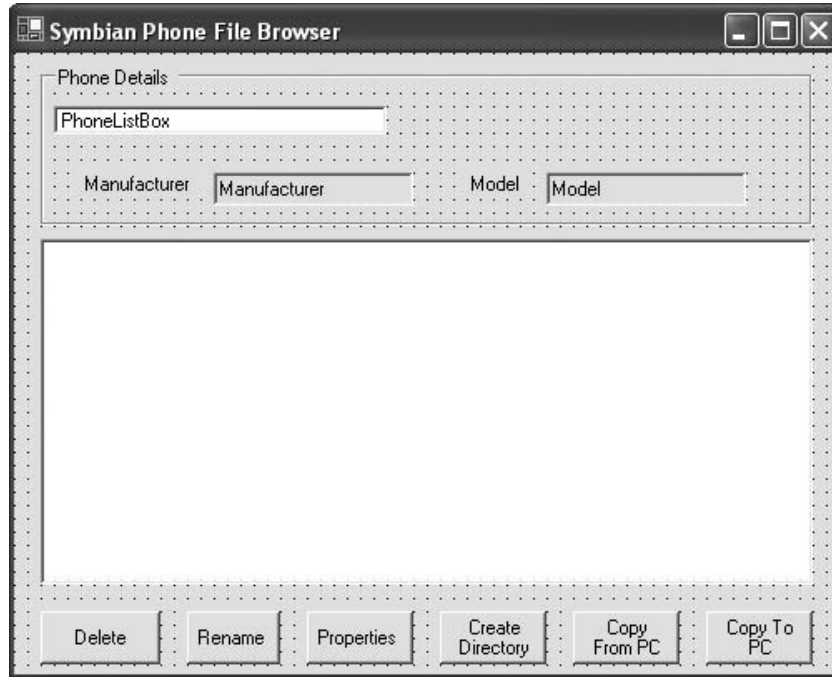 Symbian Phone File Browser
Phone Details
PhoneListBox
Manufacturer Manufacturer Model Model
Delete Rename Properties Create Directory Copy From PC Copy To PC